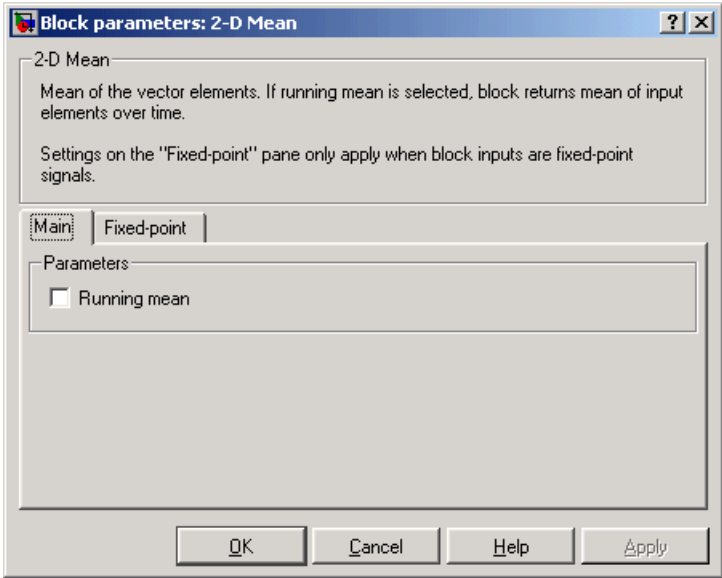 Block parameters: 2-D Mean
2-D Mean
Mean of the vector elements. If running mean is selected, block returns mean of input
elements over time.
Settings on the "Fixed-point" pane only apply when block inputs are fixed-point
signals.
Main Fixed-point
Parameters
Running mean
OK Cancel Help Apply